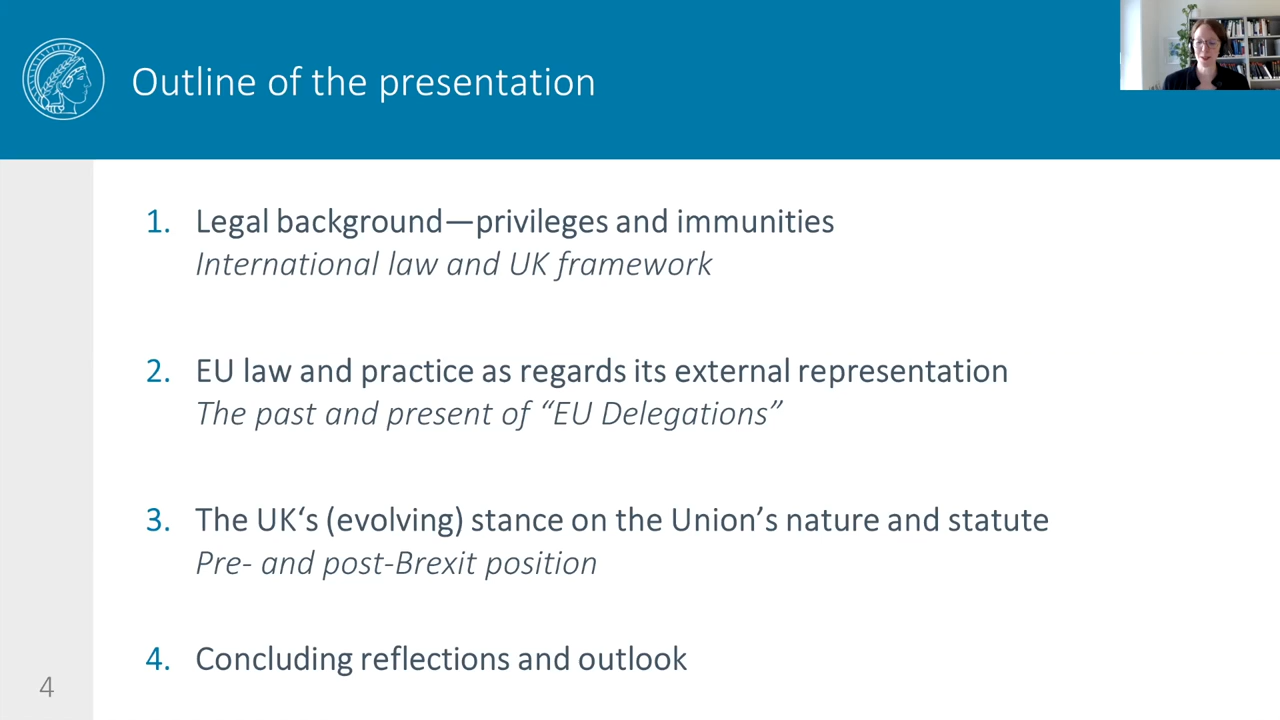 Outline of the presentation
1. Legal background—privileges and immunities
International law and UK framework
2. EU law and practice as regards its external representation
The past and present of “EU Delegations”
3. The UK‘s (evolving) stance on the Union’s nature and statute
Pre- and post-Brexit position
4. Concluding reflections and outlook
4